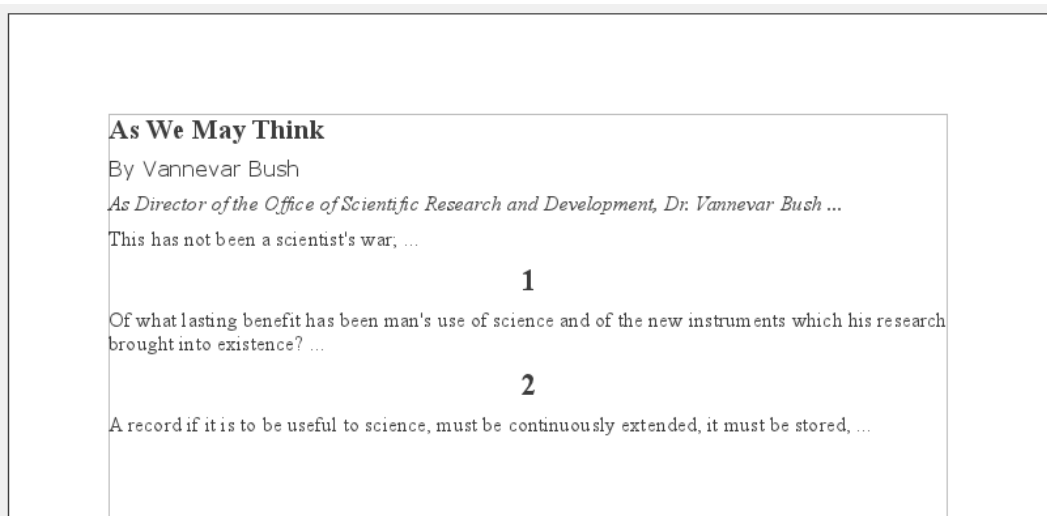 As We May Think
By Vannevar Bush
As Director of the Office of Scientific Research and Development, Dr. Vannevar Bush ...
This has not been a scientist's war; ...
1
Of what lasting benefit has been man's use of science and of the new instruments which his research
brought into existence? ...
2
A record if it is to be useful to science, must be continuously extended, it must be stored, ...